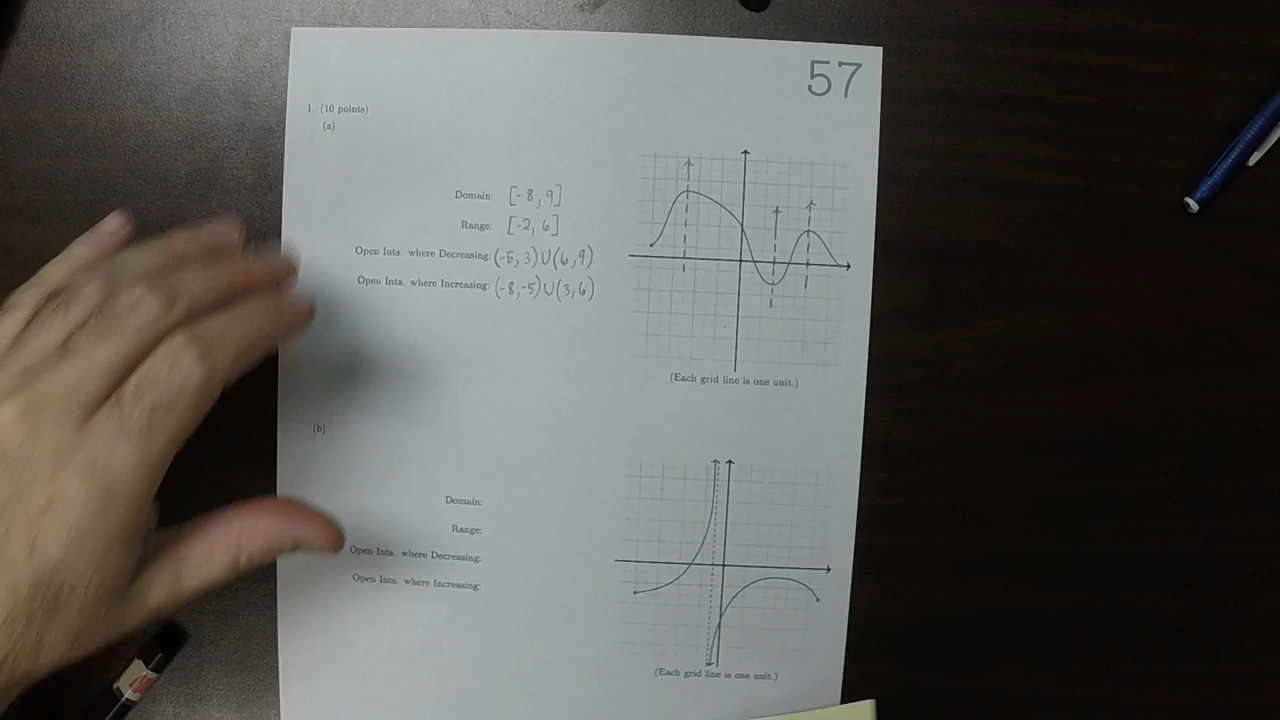 57
1. (10 points)
(a)
Domain: [-8, 9]
Range: [-2, 6]
Open Ints. where Decreasing: (-5, 3) U (6, 9)
Open Ints. where Increasing: (-8, -5) U (3, 6)
(Each grid line is one unit.)
(b)
Domain:
Range:
Open Ints. where Decreasing:
Open Ints. where Increasing:
(Each grid line is one unit.)